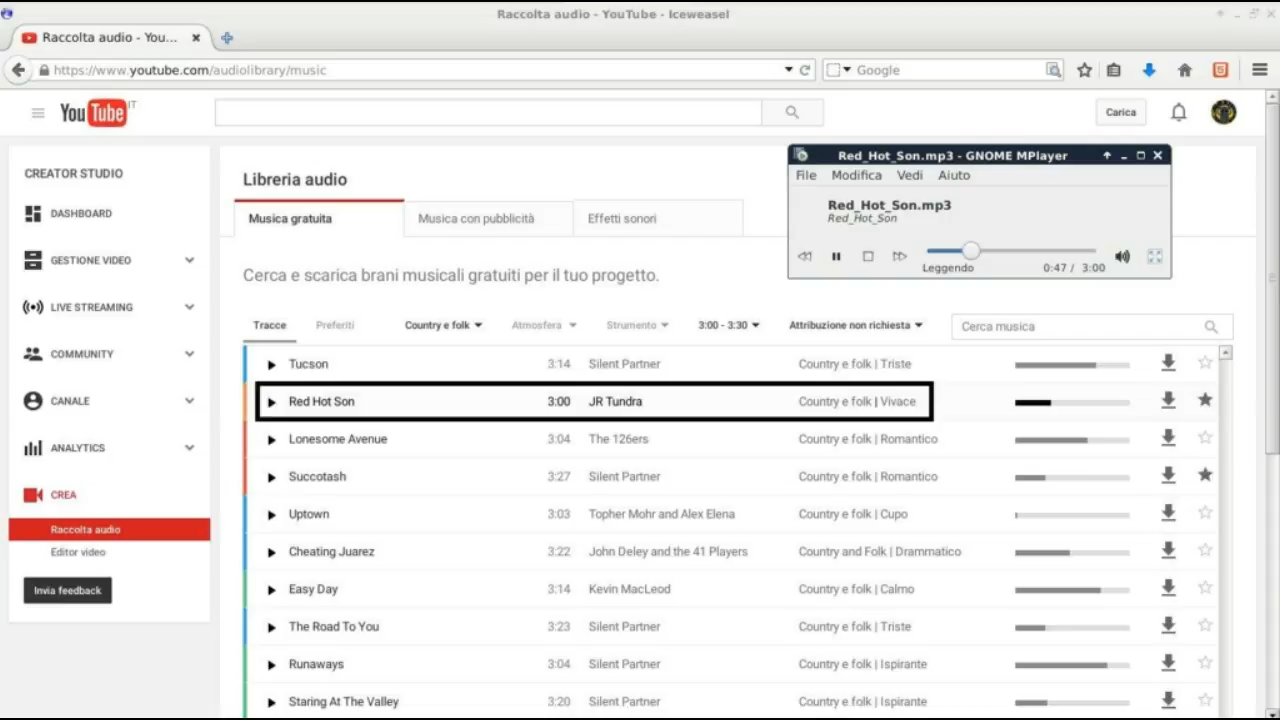 Raccolta audio - YouTube - Iceweasel
Raccolta audio - You...
https://www.youtube.com/audiolibrary/music
Google
YouTube IT
Carica
CREATOR STUDIO
DASHBOARD
GESTIONE VIDEO
LIVE STREAMING
COMMUNITY
CANALE
ANALYTICS
CREA
Raccolta audio
Editor video
Invia feedback
Red_Hot_Son.mp3 - GNOME MPlayer
File Modifica Vedi Aiuto
Red_Hot_Son.mp3
Red_Hot_Son
Leggendo 0:47 / 3:00
Libreria audio
Musica gratuita Musica con pubblicità Effetti sonori
Cerca e scarica brani musicali gratuiti per il tuo progetto.
Tracce Preferiti Country e folk Atmosfera Strumento 3:00 - 3:30 Attribuzione non richiesta Cerca musica
Tucson 3:14 Silent Partner Country e folk | Triste
Red Hot Son 3:00 JR Tundra Country e folk | Vivace
Lonesome Avenue 3:04 The 126ers Country e folk | Romantico
Succotash 3:27 Silent Partner Country e folk | Romantico
Uptown 3:03 Topher Mohr and Alex Elena Country e folk | Cupo
Cheating Juarez 3:22 John Deley and the 41 Players Country and Folk | Drammatico
Easy Day 3:14 Kevin MacLeod Country e folk | Calmo
The Road To You 3:23 Silent Partner Country e folk | Triste
Runaways 3:04 Silent Partner Country e folk | Ispirante
Staring At The Valley 3:20 Silent Partner Country e folk | Ispirante